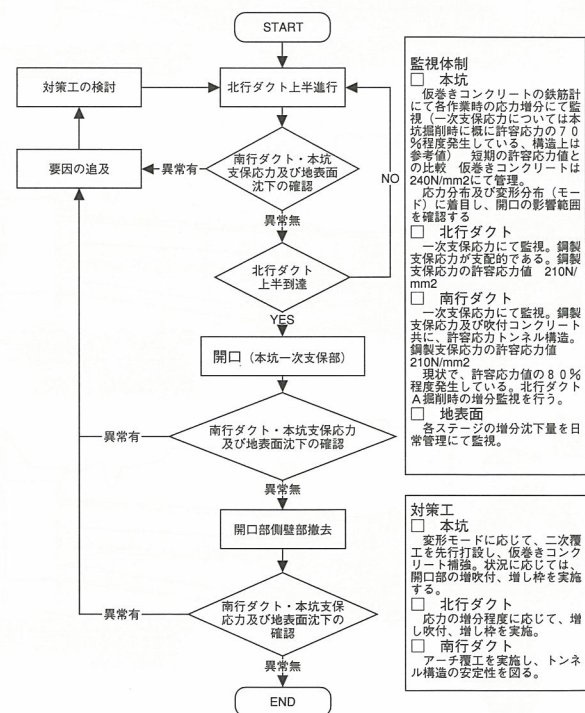 START
対策工の検討
北行ダクト上半進行
南行ダクト・本坑
支保応力及び地表面
沈下の確認
異常有
要因の追及
NO
異常無
北行ダクト
上半到達
YES
開口（本坑一次支保部）
南行ダクト・本坑支保応力
及び地表面沈下の確認
異常有
異常無
開口部側壁部撤去
南行ダクト・本坑支保
応力及び地表面沈下の
確認
異常有
異常無
END
監視体制
□ 本坑
仮巻きコンクリートの鉄筋計
にて各作業時の応力増分にて監
視（一次支保応力については本
坑掘削時に概に許容応力の７０
％程度発生している、構造上は
参考値） 短期の許容応力値と
の比較 仮巻きコンクリートは
240N/mm2にて管理。
応力分布及び変形分布（モー
ド）に着目し、開口の影響範囲
を確認する
□ 北行ダクト
一次支保応力にて監視。鋼製
支保応力が支配的である。鋼製
支保応力の許容応力値 210N/
mm2
□ 南行ダクト
一次支保応力にて監視。鋼製
支保応力及び吹付コンクリート
共に、許容応力トンネル構造。
鋼製支保応力の許容応力値
210N/mm2
現状で、許容応力値の８０％
程度発生している。北行ダクト
Ａ掘削時の増分監視を行う。
□ 地表面
各ステージの増分沈下量を日
常管理にて監視。
対策工
□ 本坑
変形モードに応じて、二次覆
工を先行打設し、仮巻きコンク
リート補強。状況に応じては、
開口部の増吹付、増し枠を実施
する。
□ 北行ダクト
応力の増分程度に応じて、増
し吹付、増し枠を実施。
□ 南行ダクト
アーチ覆工を実施し、トンネ
ル構造の安定性を図る。